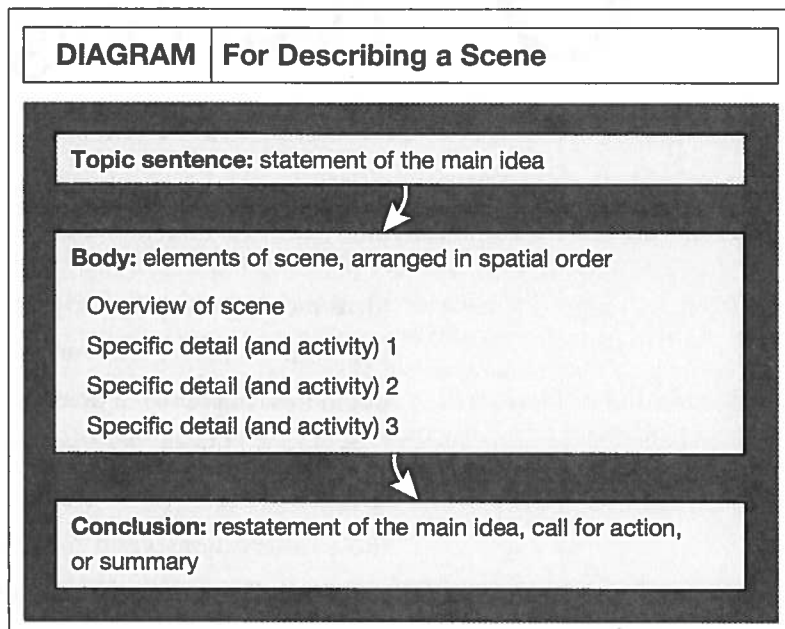 DIAGRAM For Describing a Scene
Topic sentence: statement of the main idea
Body: elements of scene, arranged in spatial order
Overview of scene
Specific detail (and activity) 1
Specific detail (and activity) 2
Specific detail (and activity) 3
Conclusion: restatement of the main idea, call for action,
or summary